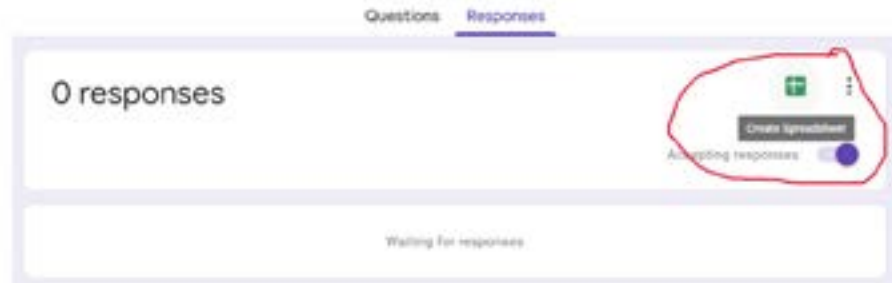 Questions Responses
0 responses
Create Spreadsheet
Accepting responses
Waiting for responses